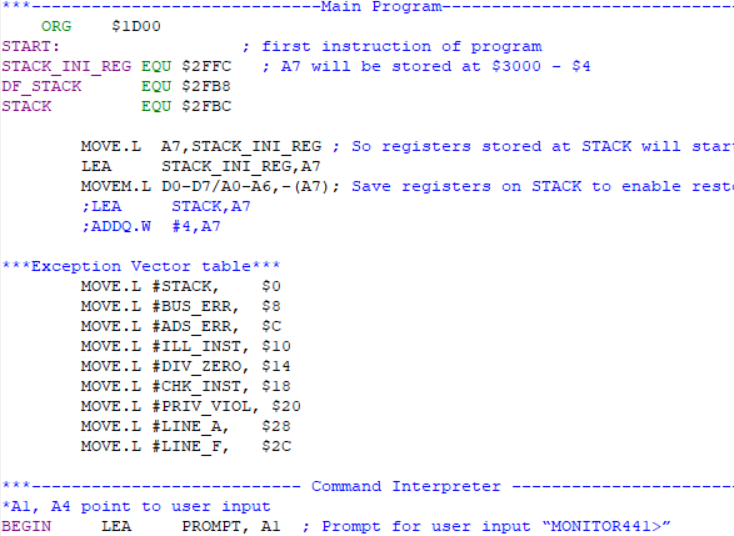 ***-----------------------------Main Program-----------------------------
ORG $1D00
START: ; first instruction of program
STACK_INI_REG EQU $2FFC ; A7 will be stored at $3000 - $4
DF_STACK EQU $2FB8
STACK EQU $2FBC
MOVE.L A7,STACK_INI_REG ; So registers stored at STACK will start
LEA STACK_INI_REG,A7
MOVEM.L D0-D7/A0-A6,-(A7); Save registers on STACK to enable resto
;LEA STACK,A7
;ADDQ.W #4,A7
***Exception Vector table***
MOVE.L #STACK, $0
MOVE.L #BUS_ERR, $8
MOVE.L #ADS_ERR, $C
MOVE.L #ILL_INST, $10
MOVE.L #DIV_ZERO, $14
MOVE.L #CHK_INST, $18
MOVE.L #PRIV_VIOL, $20
MOVE.L #LINE_A, $28
MOVE.L #LINE_F, $2C
***--------------------------- Command Interpreter -----------------------
*A1, A4 point to user input
BEGIN LEA PROMPT, A1 ; Prompt for user input “MONITOR441>”